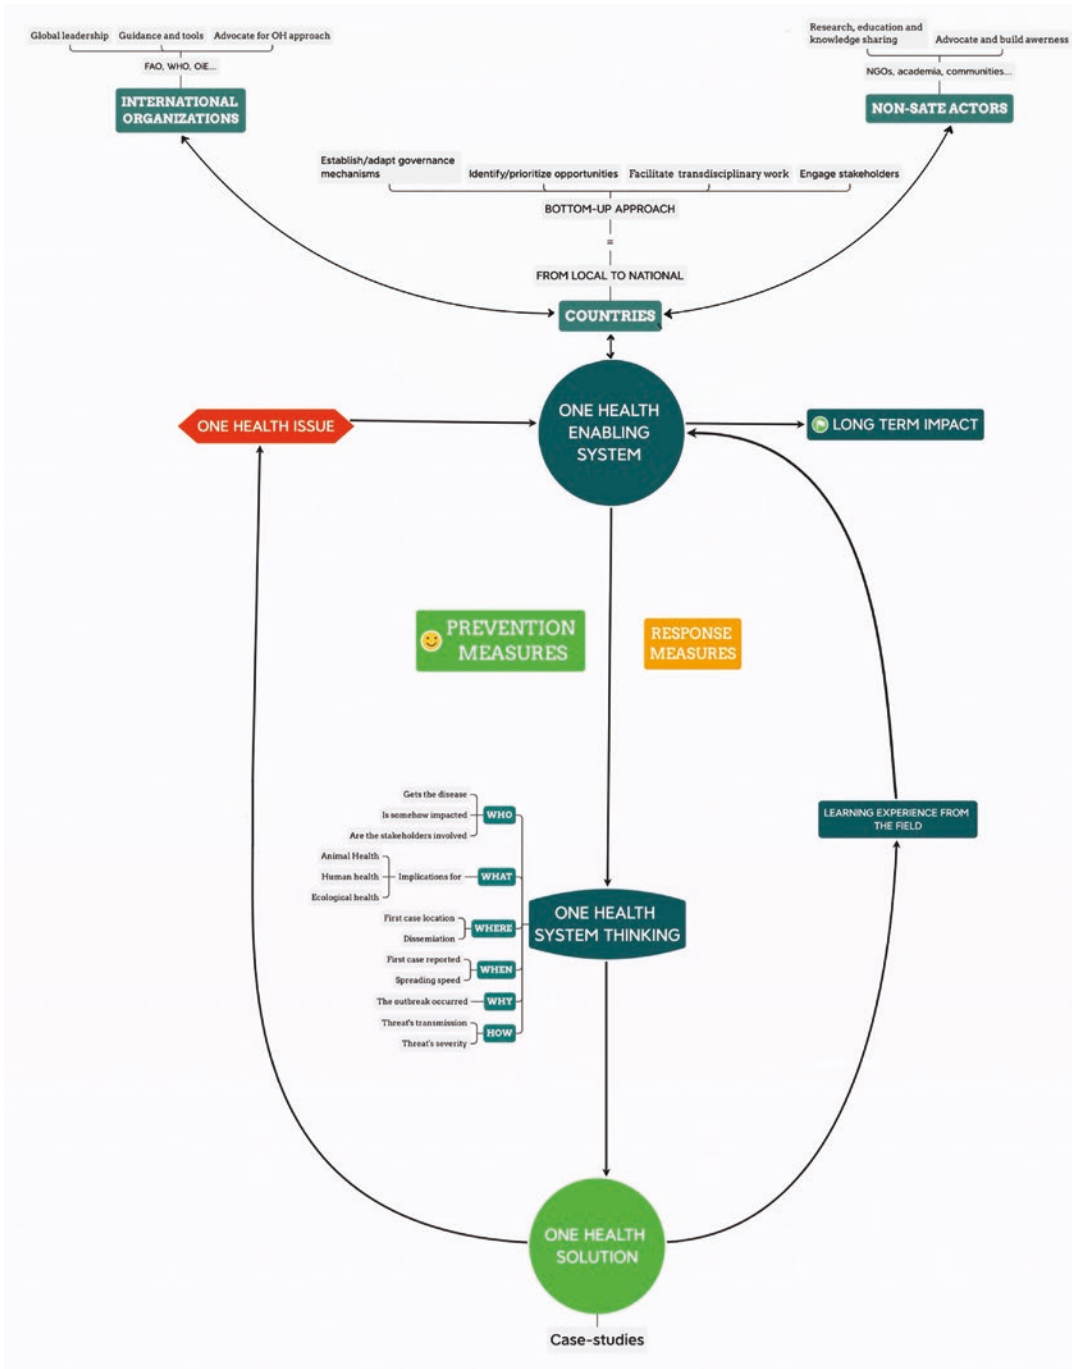 Global leadership
Guidance and tools
Advocate for OH approach
FAO, WHO, OiE...
INTERNATIONAL
ORGANIZATIONS
Research, education and
knowledge sharing
Advocate and build awerness
NGOs, academia, communities...
NON-SATE ACTORS
Establish/adapt governance
mechanisms
Identify/prioritize opportunities
Facilitate transdisciplinary work
Engage stakeholders
BOTTOM-UP APPROACH
=
FROM LOCAL TO NATIONAL
COUNTRIES
ONE HEALTH ISSUE
ONE HEALTH
ENABLING
SYSTEM
LONG TERM IMPACT
PREVENTION
MEASURES
RESPONSE
MEASURES
Gets the disease
Is somehow impacted
Are the stakeholders involved
WHO
Animal Health
Human health
Ecological health
Implications for
WHAT
First case location
Dissemiation
WHERE
First case reported
Spreading speed
WHEN
The outbreak occurred
WHY
Threat's transmission
Threat's severity
HOW
ONE HEALTH
SYSTEM THINKING
LEARNING EXPERIENCE FROM
THE FIELD
ONE HEALTH
SOLUTION
Case-studies